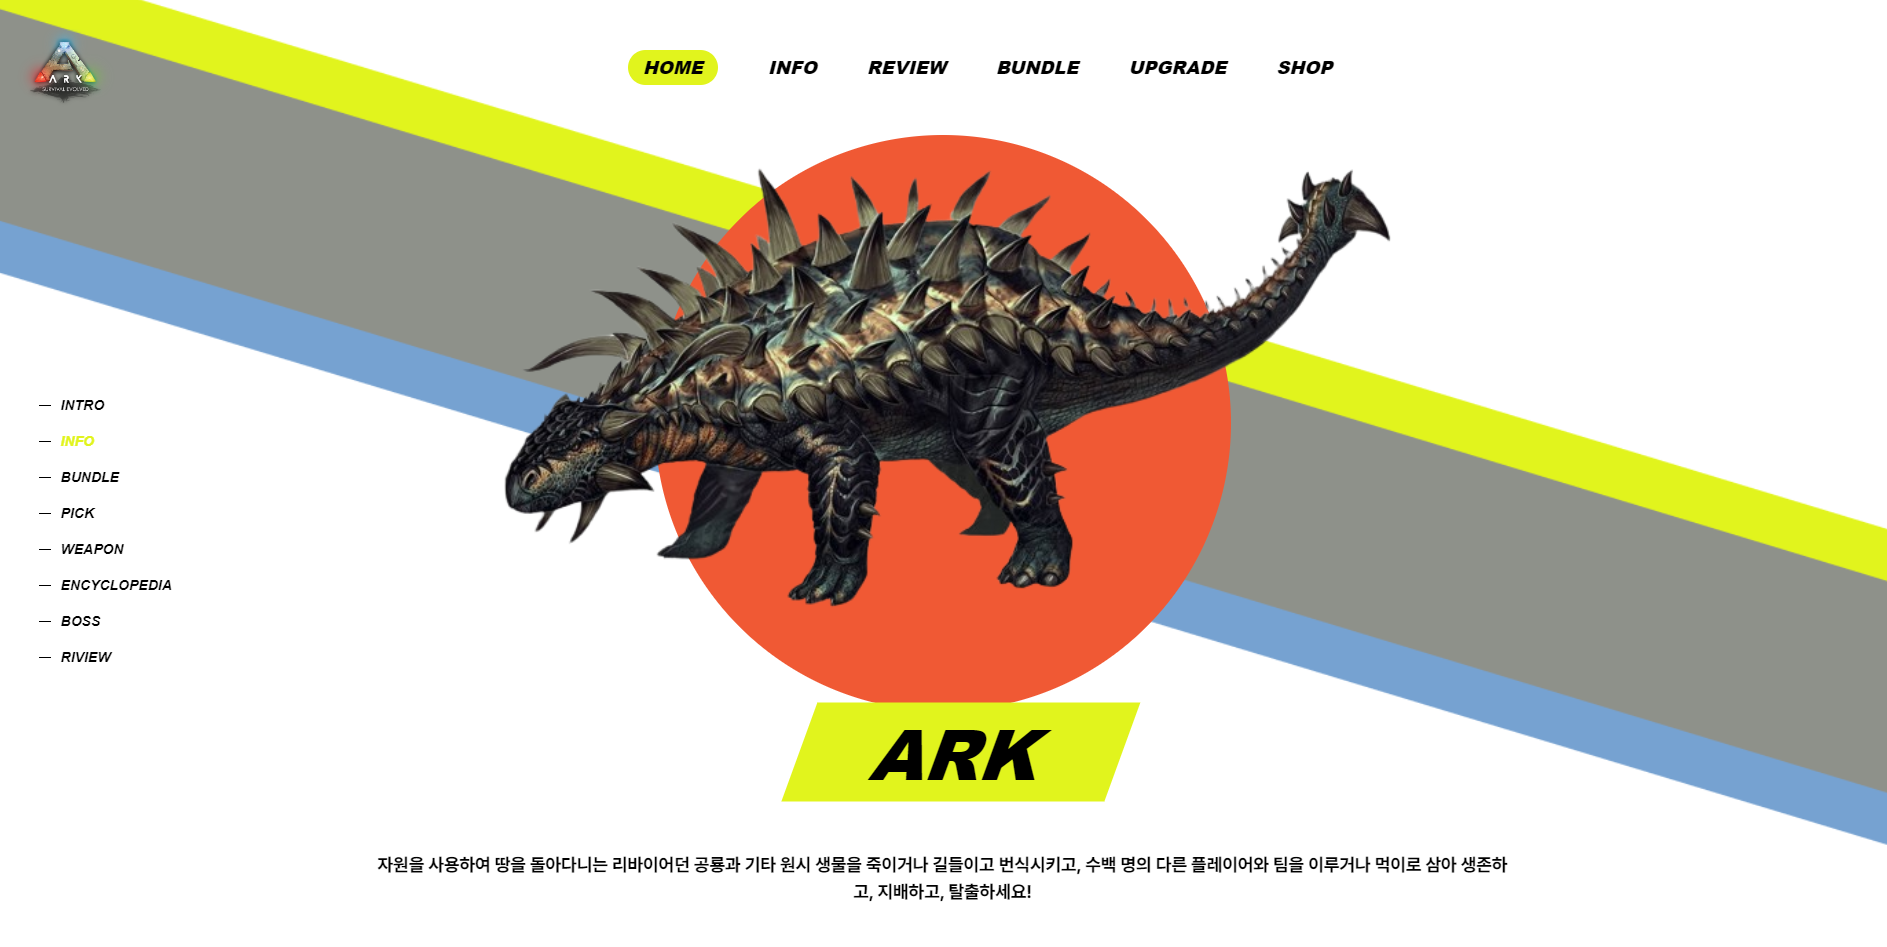 ARK
SURVIVAL EVOLVED
HOME
INFO
REVIEW
BUNDLE
UPGRADE
SHOP
INTRO
INFO
BUNDLE
PICK
WEAPON
ENCYCLOPEDIA
BOSS
RIVIEW
ARK
자원을 사용하여 땅을 돌아다니는 리바이어던 공룡과 기타 원시 생물을 죽이거나 길들이고 번식시키고, 수백 명의 다른 플레이어와 팀을 이루거나 먹이로 삼아 생존하
고, 지배하고, 탈출하세요!